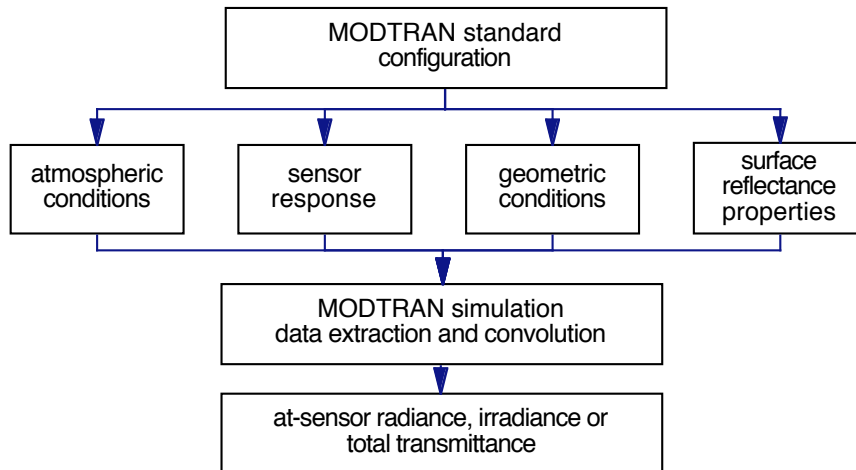 MODTRAN standard
configuration
atmospheric
conditions
sensor
response
geometric
conditions
surface
reflectance
properties
MODTRAN simulation
data extraction and convolution
at-sensor radiance, irradiance or
total transmittance